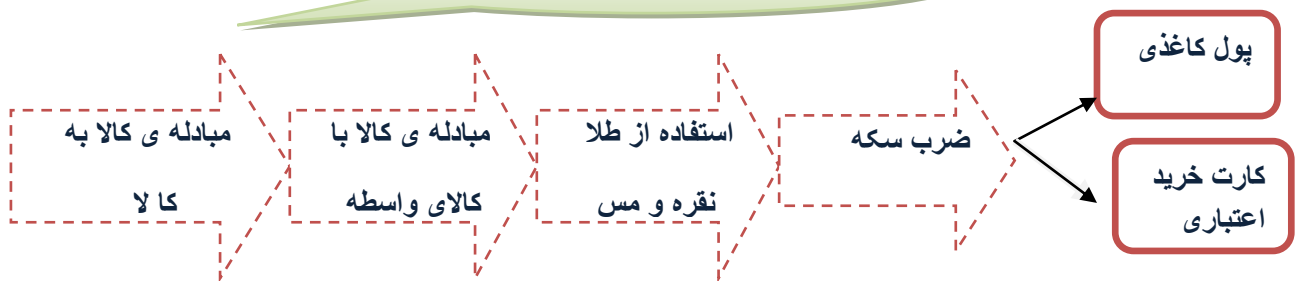 مبادله ی کالا به
کا لا
مبادله ی کالا با
کالای واسطه
استفاده از طلا
نقره و مس
ضرب سکه
پول کاغذی
کارت خرید
اعتباری